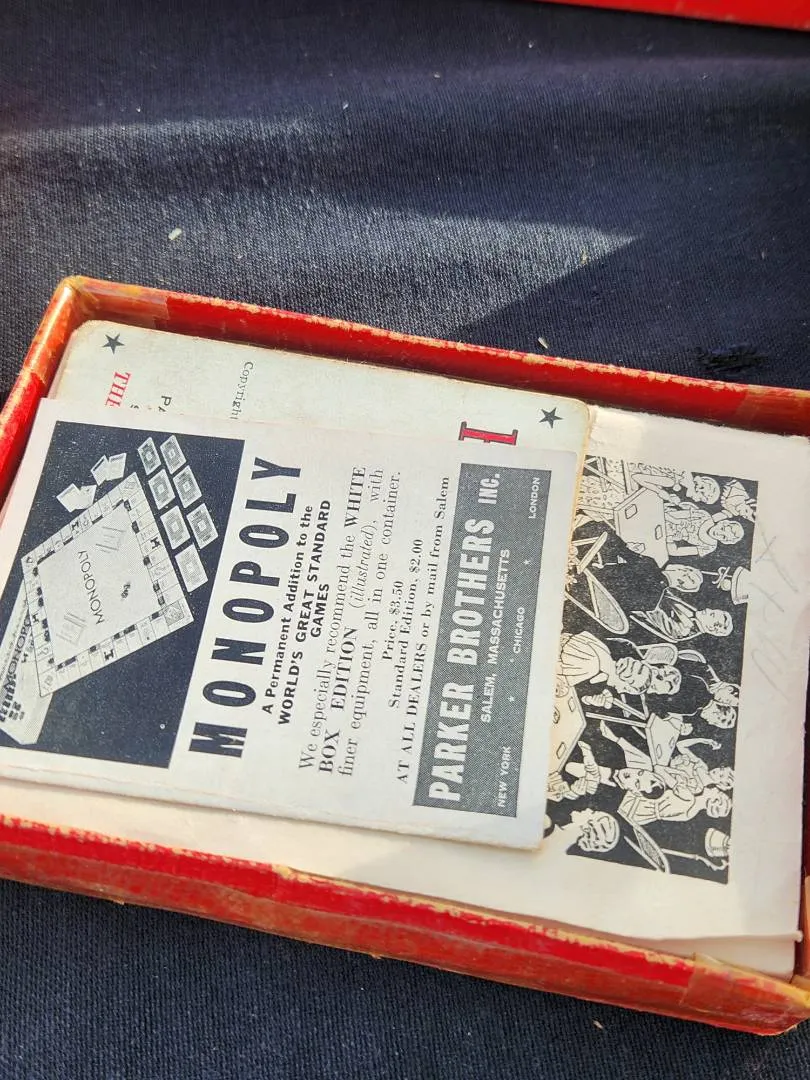 MONOPOLY
A Permanent Addition to the
WORLD'S GREAT STANDARD
GAMES
We especially recommend the WHITE
BOX EDITION (illustrated), with
finer equipment, all in one container.
Price, $3.50
Standard Edition, $2.00
AT ALL DEALERS or by mail from Salem
PARKER BROTHERS INC.
SALEM, MASSACHUSETTS
NEW YORK * CHICAGO * LONDON
MONOPOLY
THE
Copyright